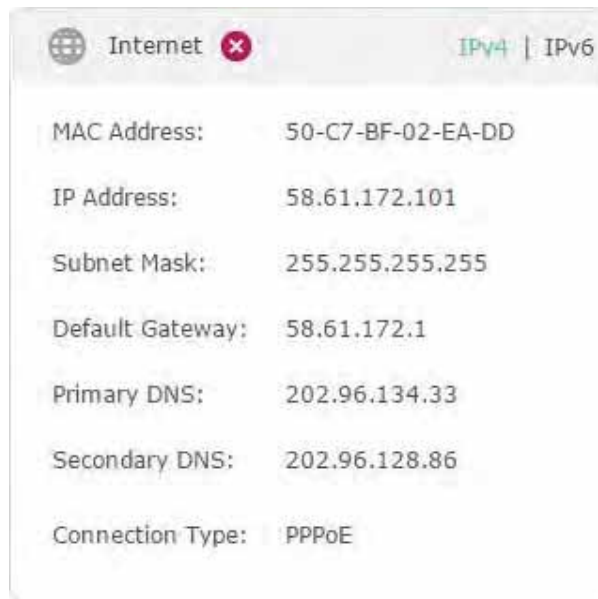 Internet IPv4 | IPv6
MAC Address: 50-C7-BF-02-EA-DD
IP Address: 58.61.172.101
Subnet Mask: 255.255.255.255
Default Gateway: 58.61.172.1
Primary DNS: 202.96.134.33
Secondary DNS: 202.96.128.86
Connection Type: PPPoE